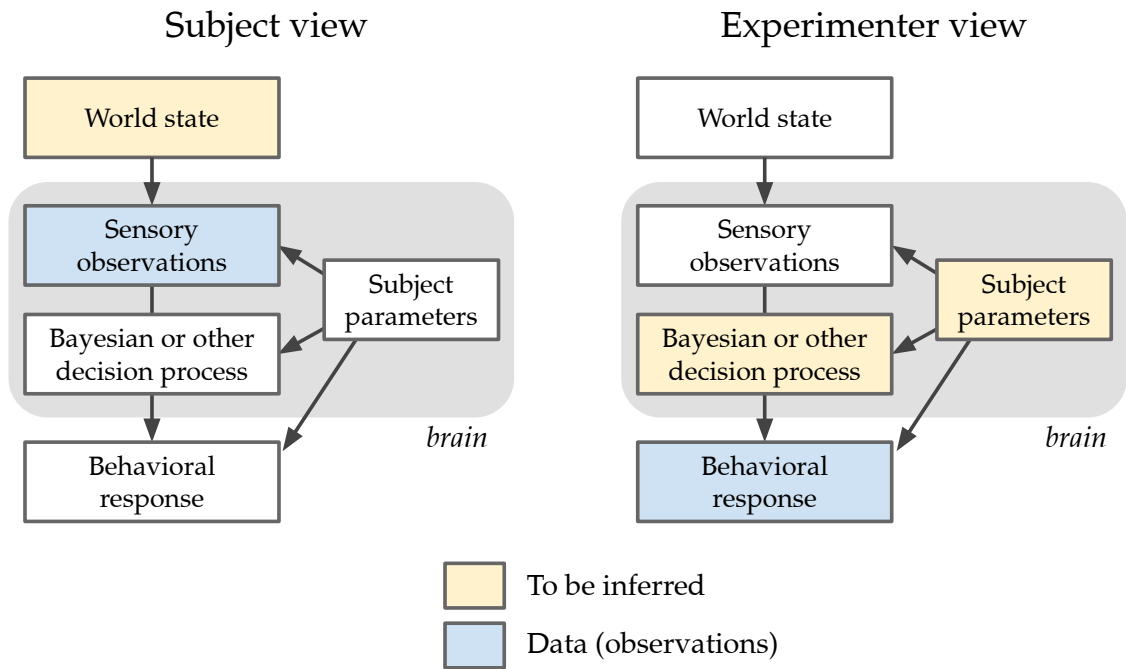 Subject view
World state
Sensory
observations
Subject
parameters
Bayesian or other
decision process
brain
Behavioral
response
Experimenter view
World state
Sensory
observations
Subject
parameters
Bayesian or other
decision process
brain
Behavioral
response
To be inferred
Data (observations)